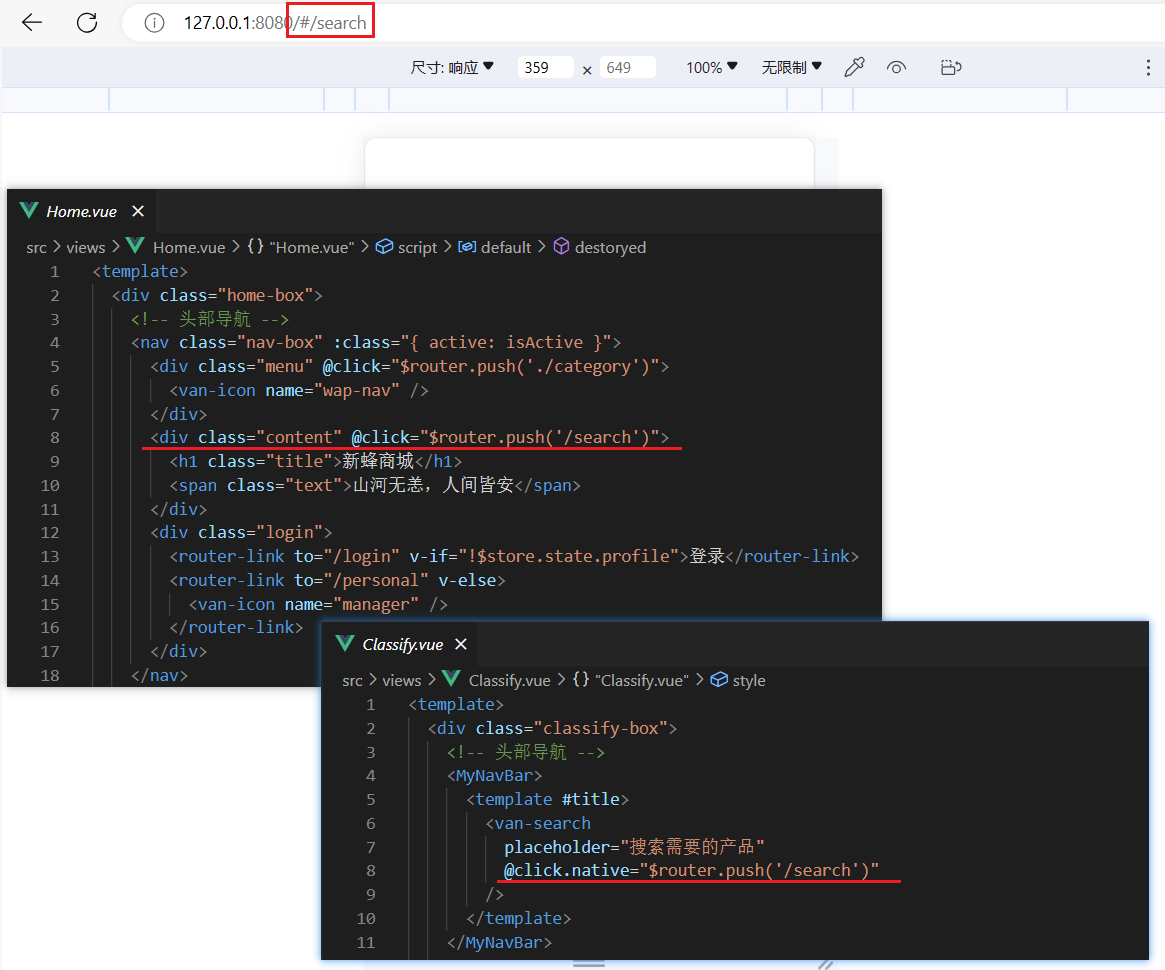 127.0.0.1:8080/#/search
尺寸: 响应 359 × 649 100% 无限制
Home.vue
src > views > Home.vue > {} "Home.vue" > script > default > destoryed
1 <template>
2 <div class="home-box">
3 <!-- 头部导航 -->
4 <nav class="nav-box" :class="{ active: isActive }">
5 <div class="menu" @click="$router.push('./category')">
6 <van-icon name="wap-nav" />
7 </div>
8 <div class="content" @click="$router.push('/search')">
9 <h1 class="title">新蜂商城</h1>
10 <span class="text">山河无恙，人间皆安</span>
11 </div>
12 <div class="login">
13 <router-link to="/login" v-if="!$store.state.profile">登录</router-link>
14 <router-link to="/personal" v-else>
15 <van-icon name="manager" />
16 </router-link>
17 </div>
18 </nav>
Classify.vue
src > views > Classify.vue > {} "Classify.vue" > style
1 <template>
2 <div class="classify-box">
3 <!-- 头部导航 -->
4 <MyNavBar>
5 <template #title>
6 <van-search
7 placeholder="搜索需要的产品"
8 @click.native="$router.push('/search')"
9 />
10 </template>
11 </MyNavBar>